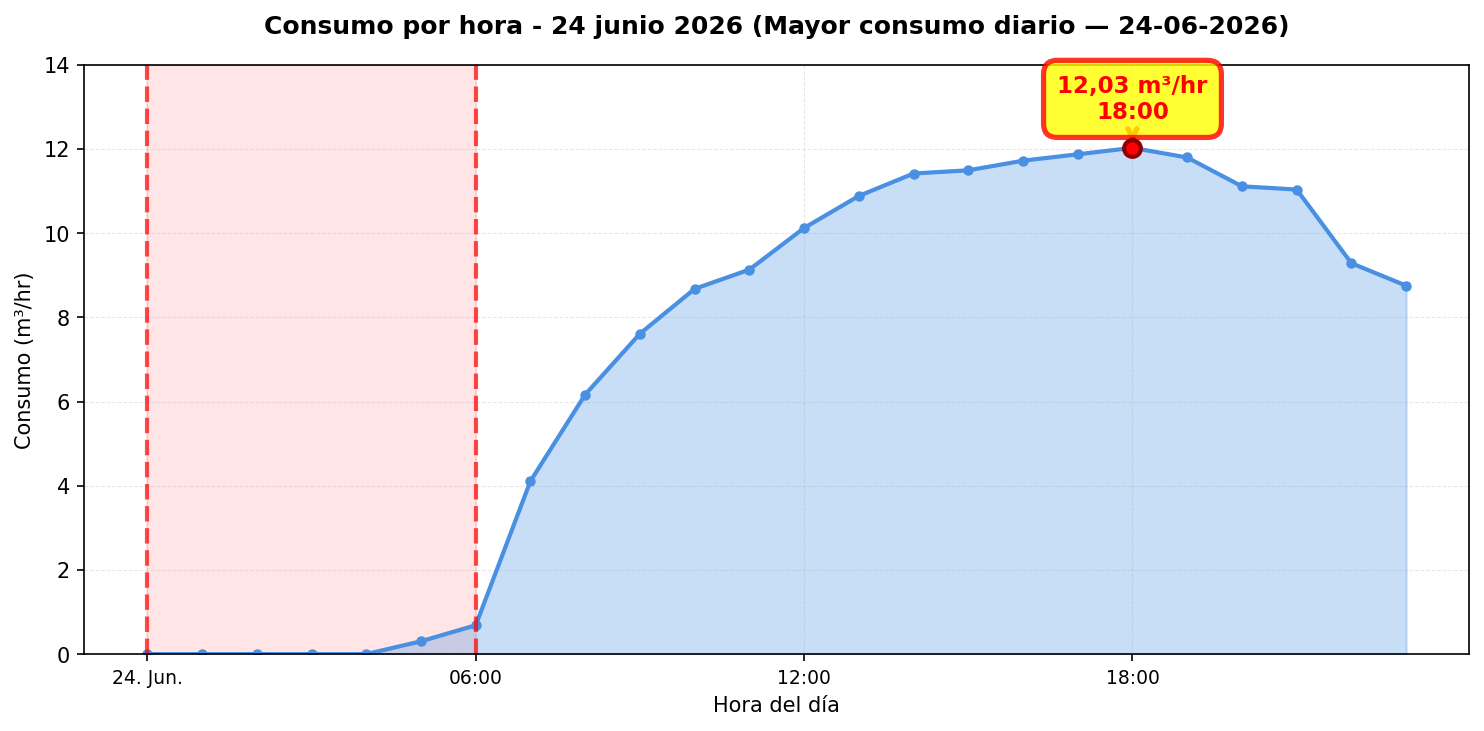 Consumo por hora - 24 junio 2026 (Mayor consumo diario — 24-06-2026)
12,03 m³/hr
18:00
Consumo (m³/hr)
14
12
10
8
6
4
2
0
24. Jun.
06:00
12:00
18:00
Hora del día